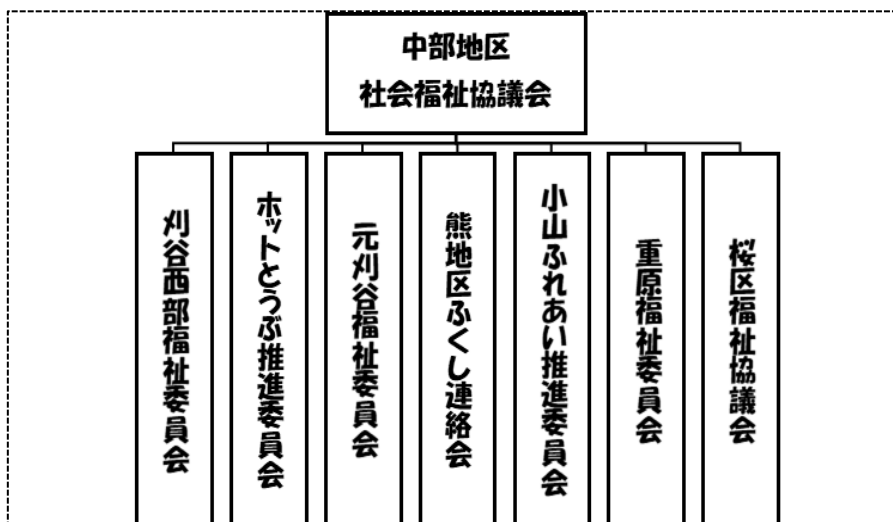 中部地区
社会福祉協議会
刈谷西部福祉委員会
ホットとうぶ推進委員会
元刈谷福祉委員会
熊地区ふくし連絡会
小山ふれあい推進委員会
重原福祉委員会
桜区福祉協議会